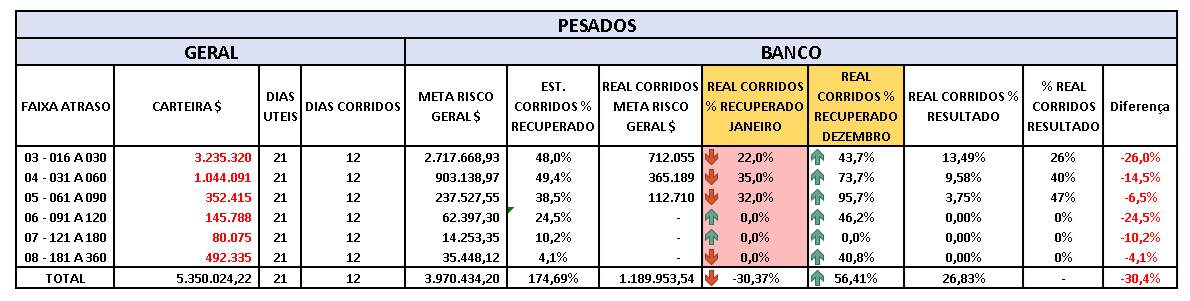 PESADOS
GERAL BANCO
FAIXA ATRASO CARTEIRA $ DIAS UTEIS DIAS CORRIDOS META RISCO GERAL $ EST. CORRIDOS % RECUPERADO REAL CORRIDOS META RISCO GERAL $ REAL CORRIDOS % RECUPERADO JANEIRO REAL CORRIDOS % RECUPERADO DEZEMBRO REAL CORRIDOS % RESULTADO % REAL CORRIDOS RESULTADO Diferença
03 - 016 A 030 3.235.320 21 12 2.717.668,93 48,0% 712.055 22,0% 43,7% 13,49% 26% -26,0%
04 - 031 A 060 1.044.091 21 12 903.138,97 49,4% 365.189 35,0% 73,7% 9,58% 40% -14,5%
05 - 061 A 090 352.415 21 12 237.527,55 38,5% 112.710 32,0% 95,7% 3,75% 47% -6,5%
06 - 091 A 120 145.788 21 12 62.397,30 24,5% - 0,0% 46,2% 0,00% 0% -24,5%
07 - 121 A 180 80.075 21 12 14.253,35 10,2% - 0,0% 0,0% 0,00% 0% -10,2%
08 - 181 A 360 492.335 21 12 35.448,12 4,1% - 0,0% 40,8% 0,00% 0% -4,1%
TOTAL 5.350.024,22 21 12 3.970.434,20 174,69% 1.189.953,54 -30,37% 56,41% 26,83% - -30,4%